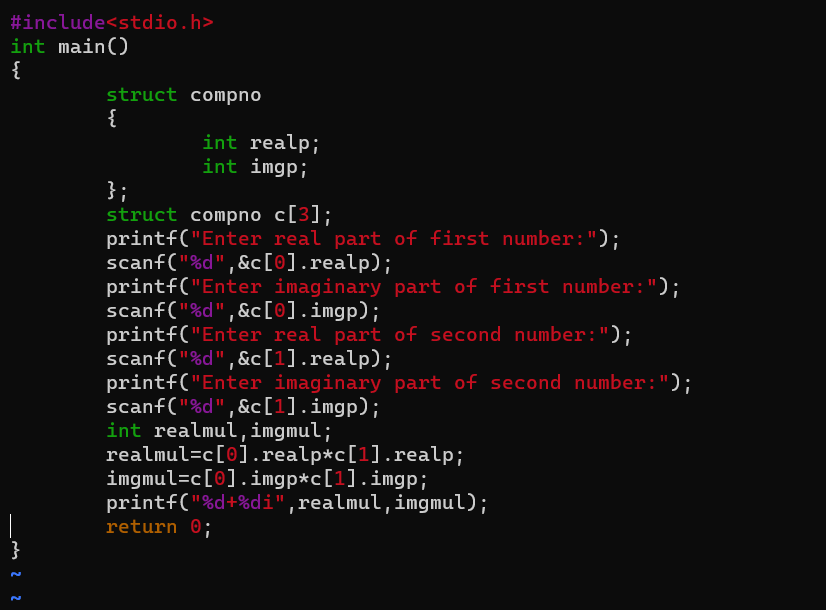 #include<stdio.h>
int main()
{
        struct compno
        {
                int realp;
                int imgp;
        };
        struct compno c[3];
        printf("Enter real part of first number:");
        scanf("%d",&c[0].realp);
        printf("Enter imaginary part of first number:");
        scanf("%d",&c[0].imgp);
        printf("Enter real part of second number:");
        scanf("%d",&c[1].realp);
        printf("Enter imaginary part of second number:");
        scanf("%d",&c[1].imgp);
        int realmul,imgmul;
        realmul=c[0].realp*c[1].realp;
        imgmul=c[0].imgp*c[1].imgp;
        printf("%d+%di",realmul,imgmul);
        return 0;
}
~
~